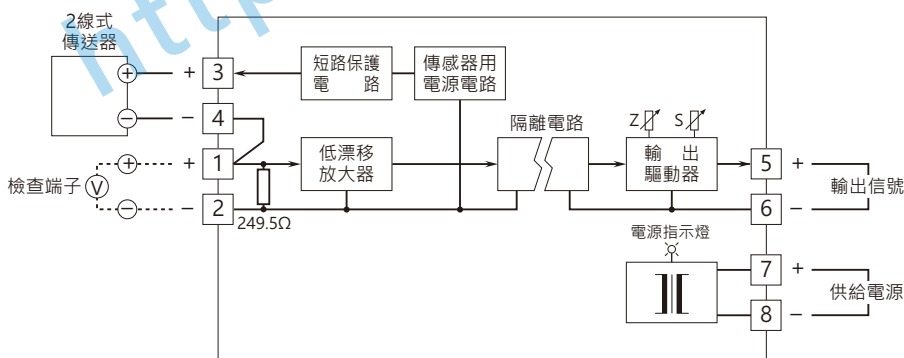 2線式
傳送器
+
−
+ 3
− 4
短路保護
電 路
傳感器用
電源電路
檢查端子
+
V
−
+ 1
− 2
249.5Ω
低漂移
放大器
隔離電路
Z
S
輸 出
驅動器
5 +
6 −
輸出信號
電源指示燈
7 +
8 −
供給電源
http